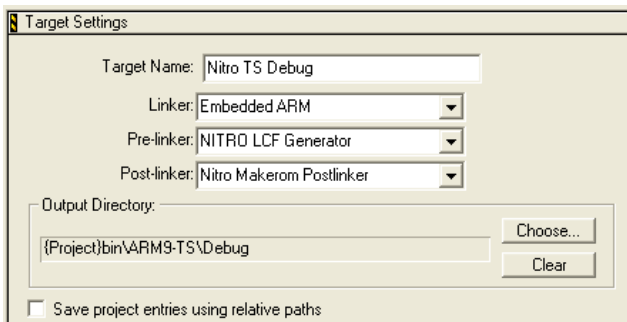 Target Settings
Target Name: Nitro TS Debug
Linker: Embedded ARM
Pre-linker: NITRO LCF Generator
Post-linker: Nitro Makerom Postlinker
Output Directory:
Choose...
{Project}bin\ARM9-TS\Debug
Clear
Save project entries using relative paths